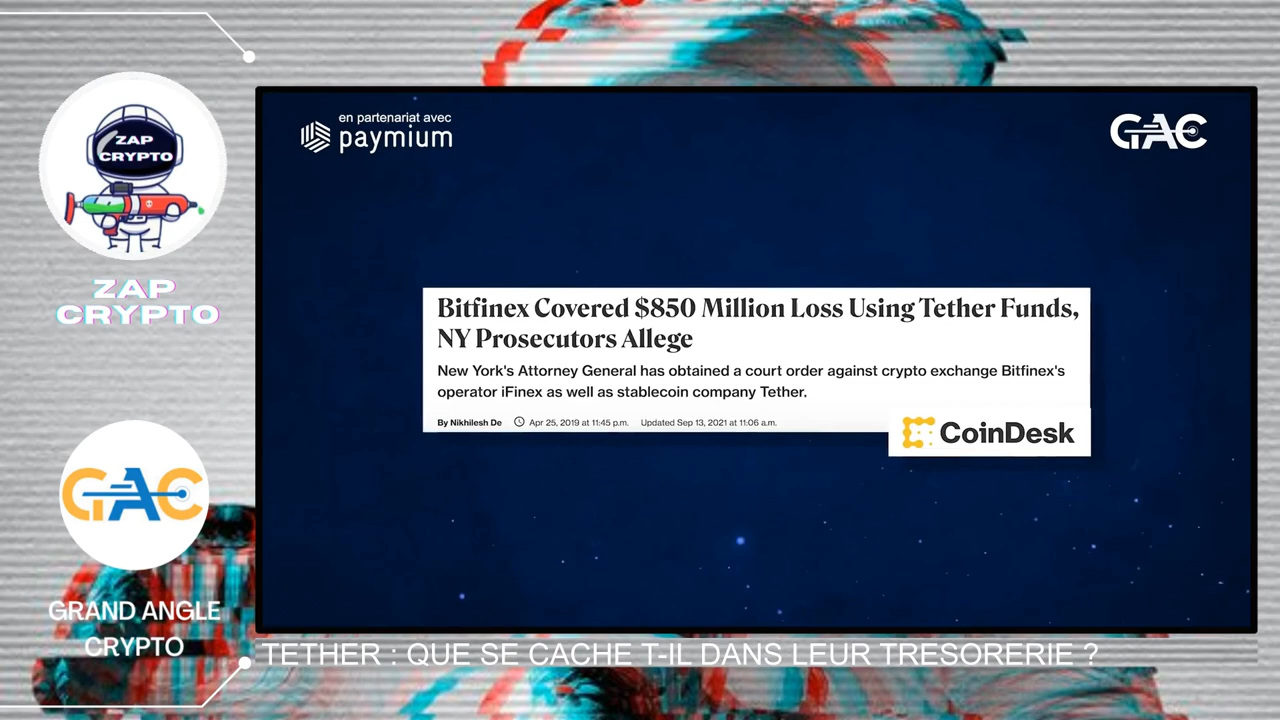 ZAP
CRYPTO
ZAP
CRYPTO
GAC
GRAND ANGLE
CRYPTO
en partenariat avec
paymium
GAC
Bitfinex Covered $850 Million Loss Using Tether Funds,
NY Prosecutors Allege
New York's Attorney General has obtained a court order against crypto exchange Bitfinex's
operator iFinex as well as stablecoin company Tether.
By Nikhilesh De Apr 25, 2019 at 11:45 p.m. Updated Sep 13, 2021 at 11:06 a.m.
CoinDesk
TETHER : QUE SE CACHE T-IL DANS LEUR TRESORERIE ?